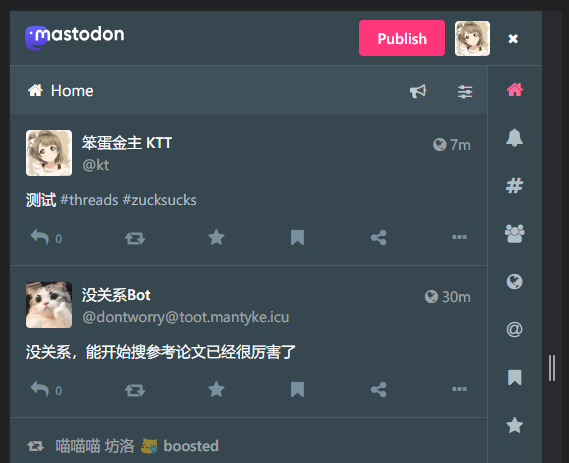 mastodon
Publish
Home
笨蛋金主 KTT
7m
@kt
测试 #threads #zucksucks
0
没关系Bot
30m
@dontworry@toot.mantyke.icu
没关系，能开始搜参考论文已经很厉害了
0
喵喵喵 坊洛 boosted